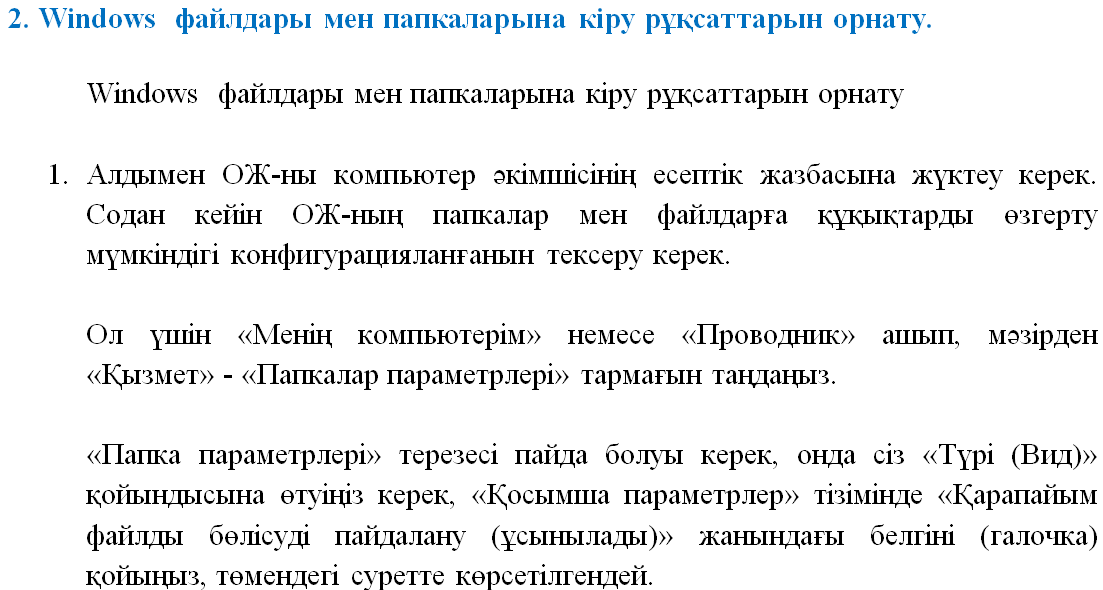 2. Windows файлдары мен папкаларына кіру рұқсаттарын орнату.
Windows файлдары мен папкаларына кіру рұқсаттарын орнату
1. Алдымен ОЖ-ны компьютер әкімшісінің есептік жазбасына жүктеу керек.
Содан кейін ОЖ-ның папкалар мен файлдарға құқықтарды өзгерту
мүмкіндігі конфигурацияланғанын тексеру керек.
Ол үшін «Менің компьютерім» немесе «Проводник» ашып, мәзірден
«Қызмет» - «Папкалар параметрлері» тармағын таңдаңыз.
«Папка параметрлері» терезесі пайда болуы керек, онда сіз «Түрі (Вид)»
қойындысына өтуіңіз керек, «Қосымша параметрлер» тізімінде «Қарапайым
файлды бөлісуді пайдалану (ұсынылады)» жанындағы белгіні (галочка)
қойыңыз, төмендегі суретте көрсетілгендей.